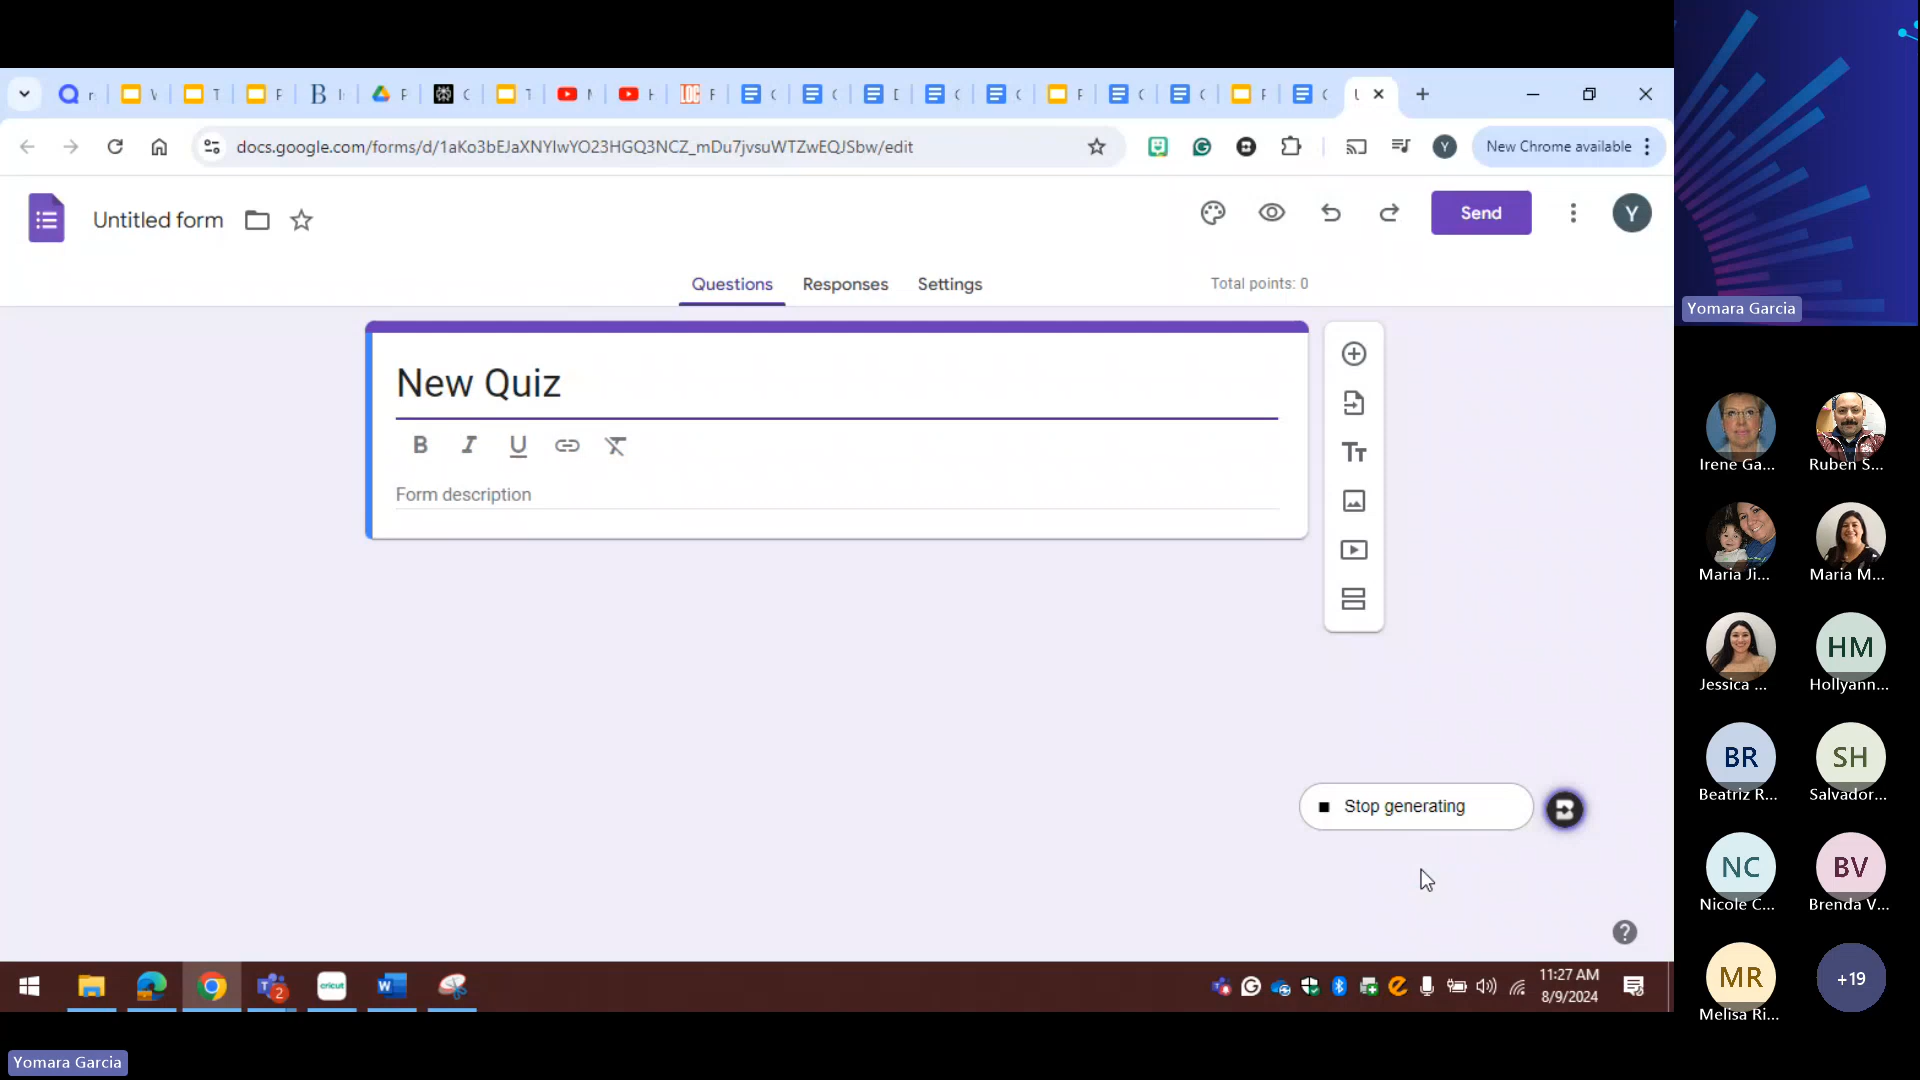 docs.google.com/forms/d/1aKo3bEJaXNYIwYO23HGQ3NCZ_mDu7jvsuWTZwEQJSbw/edit
New Chrome available
Untitled form
Send
Y
Questions
Responses
Settings
Total points: 0
New Quiz
B I U
Form description
Stop generating
11:27 AM
8/9/2024
Yomara Garcia
Yomara Garcia
Irene Ga...
Ruben S...
Maria Ji...
Maria M...
Jessica ...
HM
Hollyann...
BR
Beatriz R...
SH
Salvador...
NC
Nicole C...
BV
Brenda V...
MR
Melisa Ri...
+19